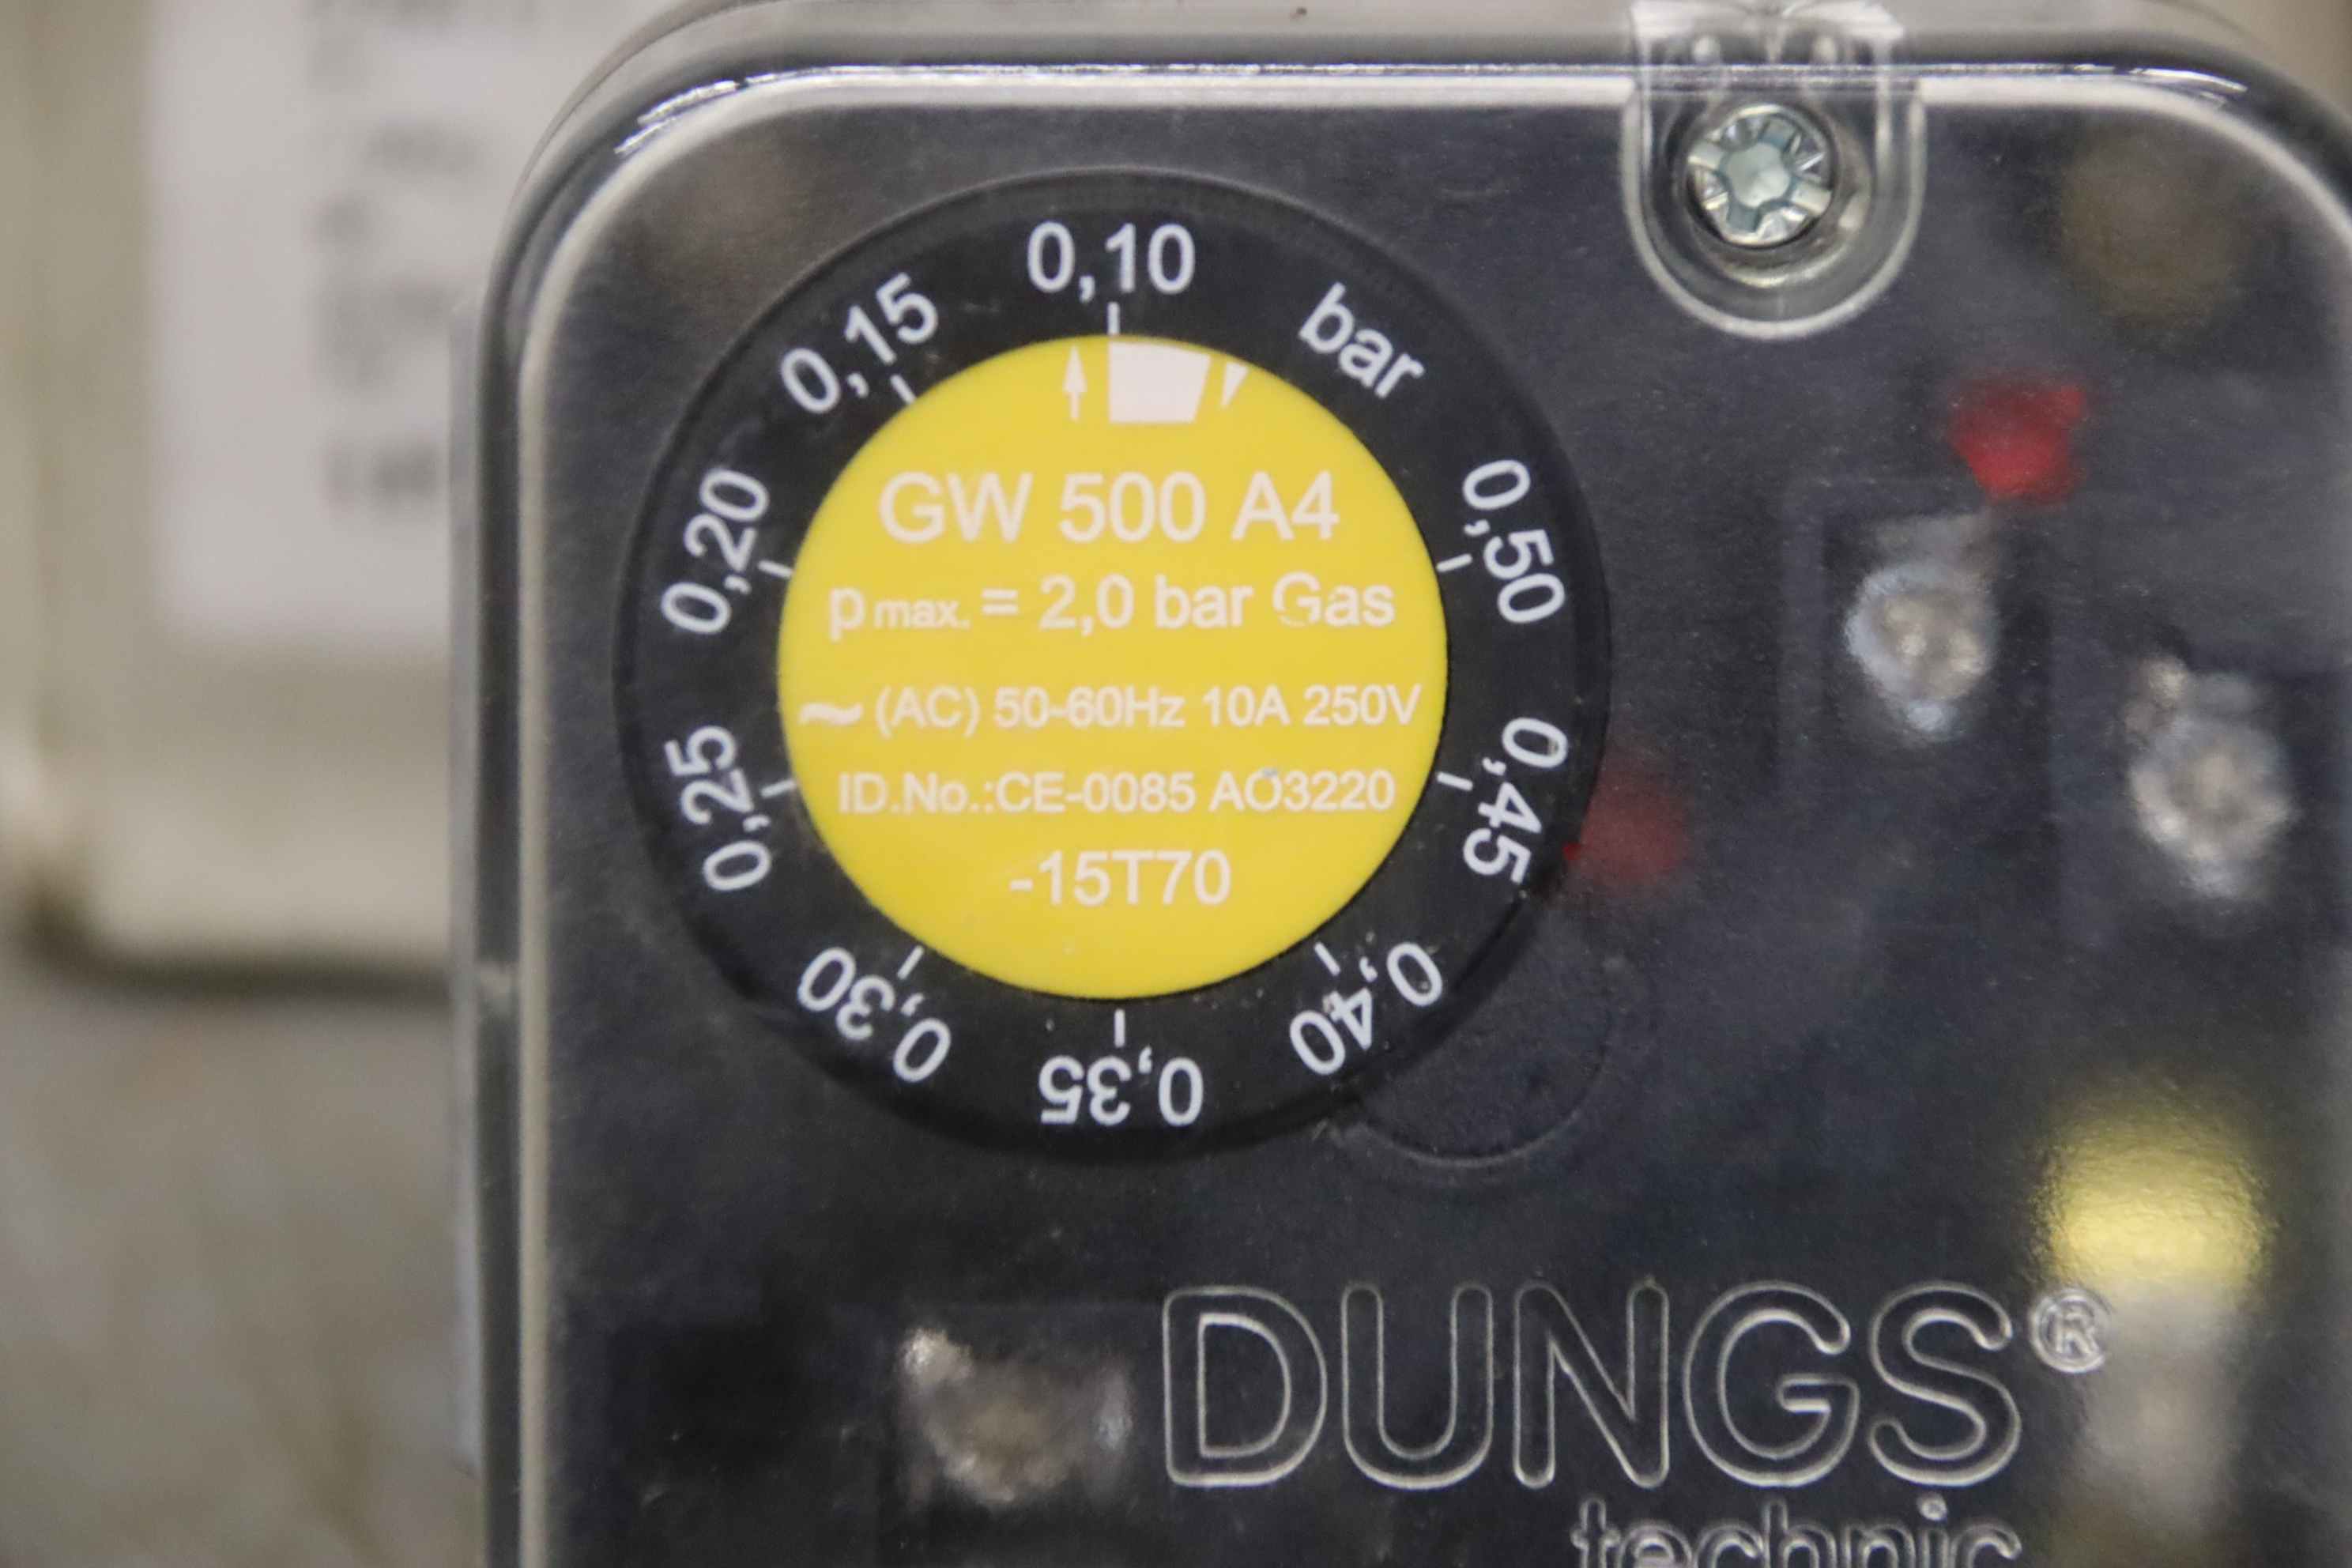 0,10
bar
0,50
0,45
0,40
0,35
0,30
0,25
0,20
0,15
GW 500 A4
p max. = 2,0 bar Gas
~ (AC) 50-60Hz 10A 250V
ID.No.:CE-0085 AO3220
-15T70
DUNGS®
technic